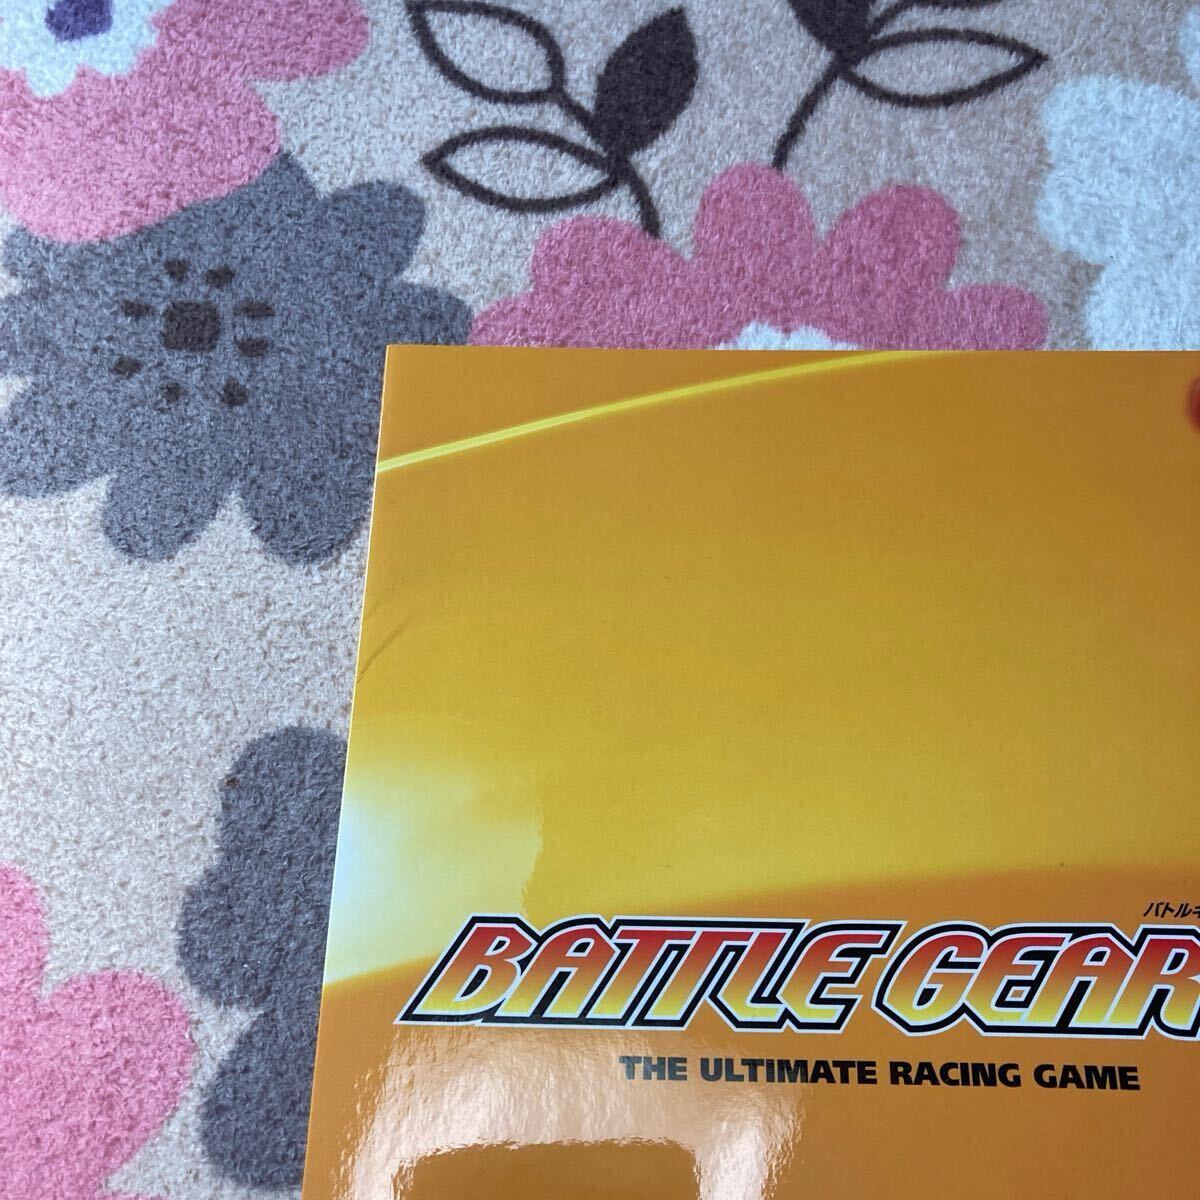 バトルギ
BATTLE GEAR
THE ULTIMATE RACING GAME